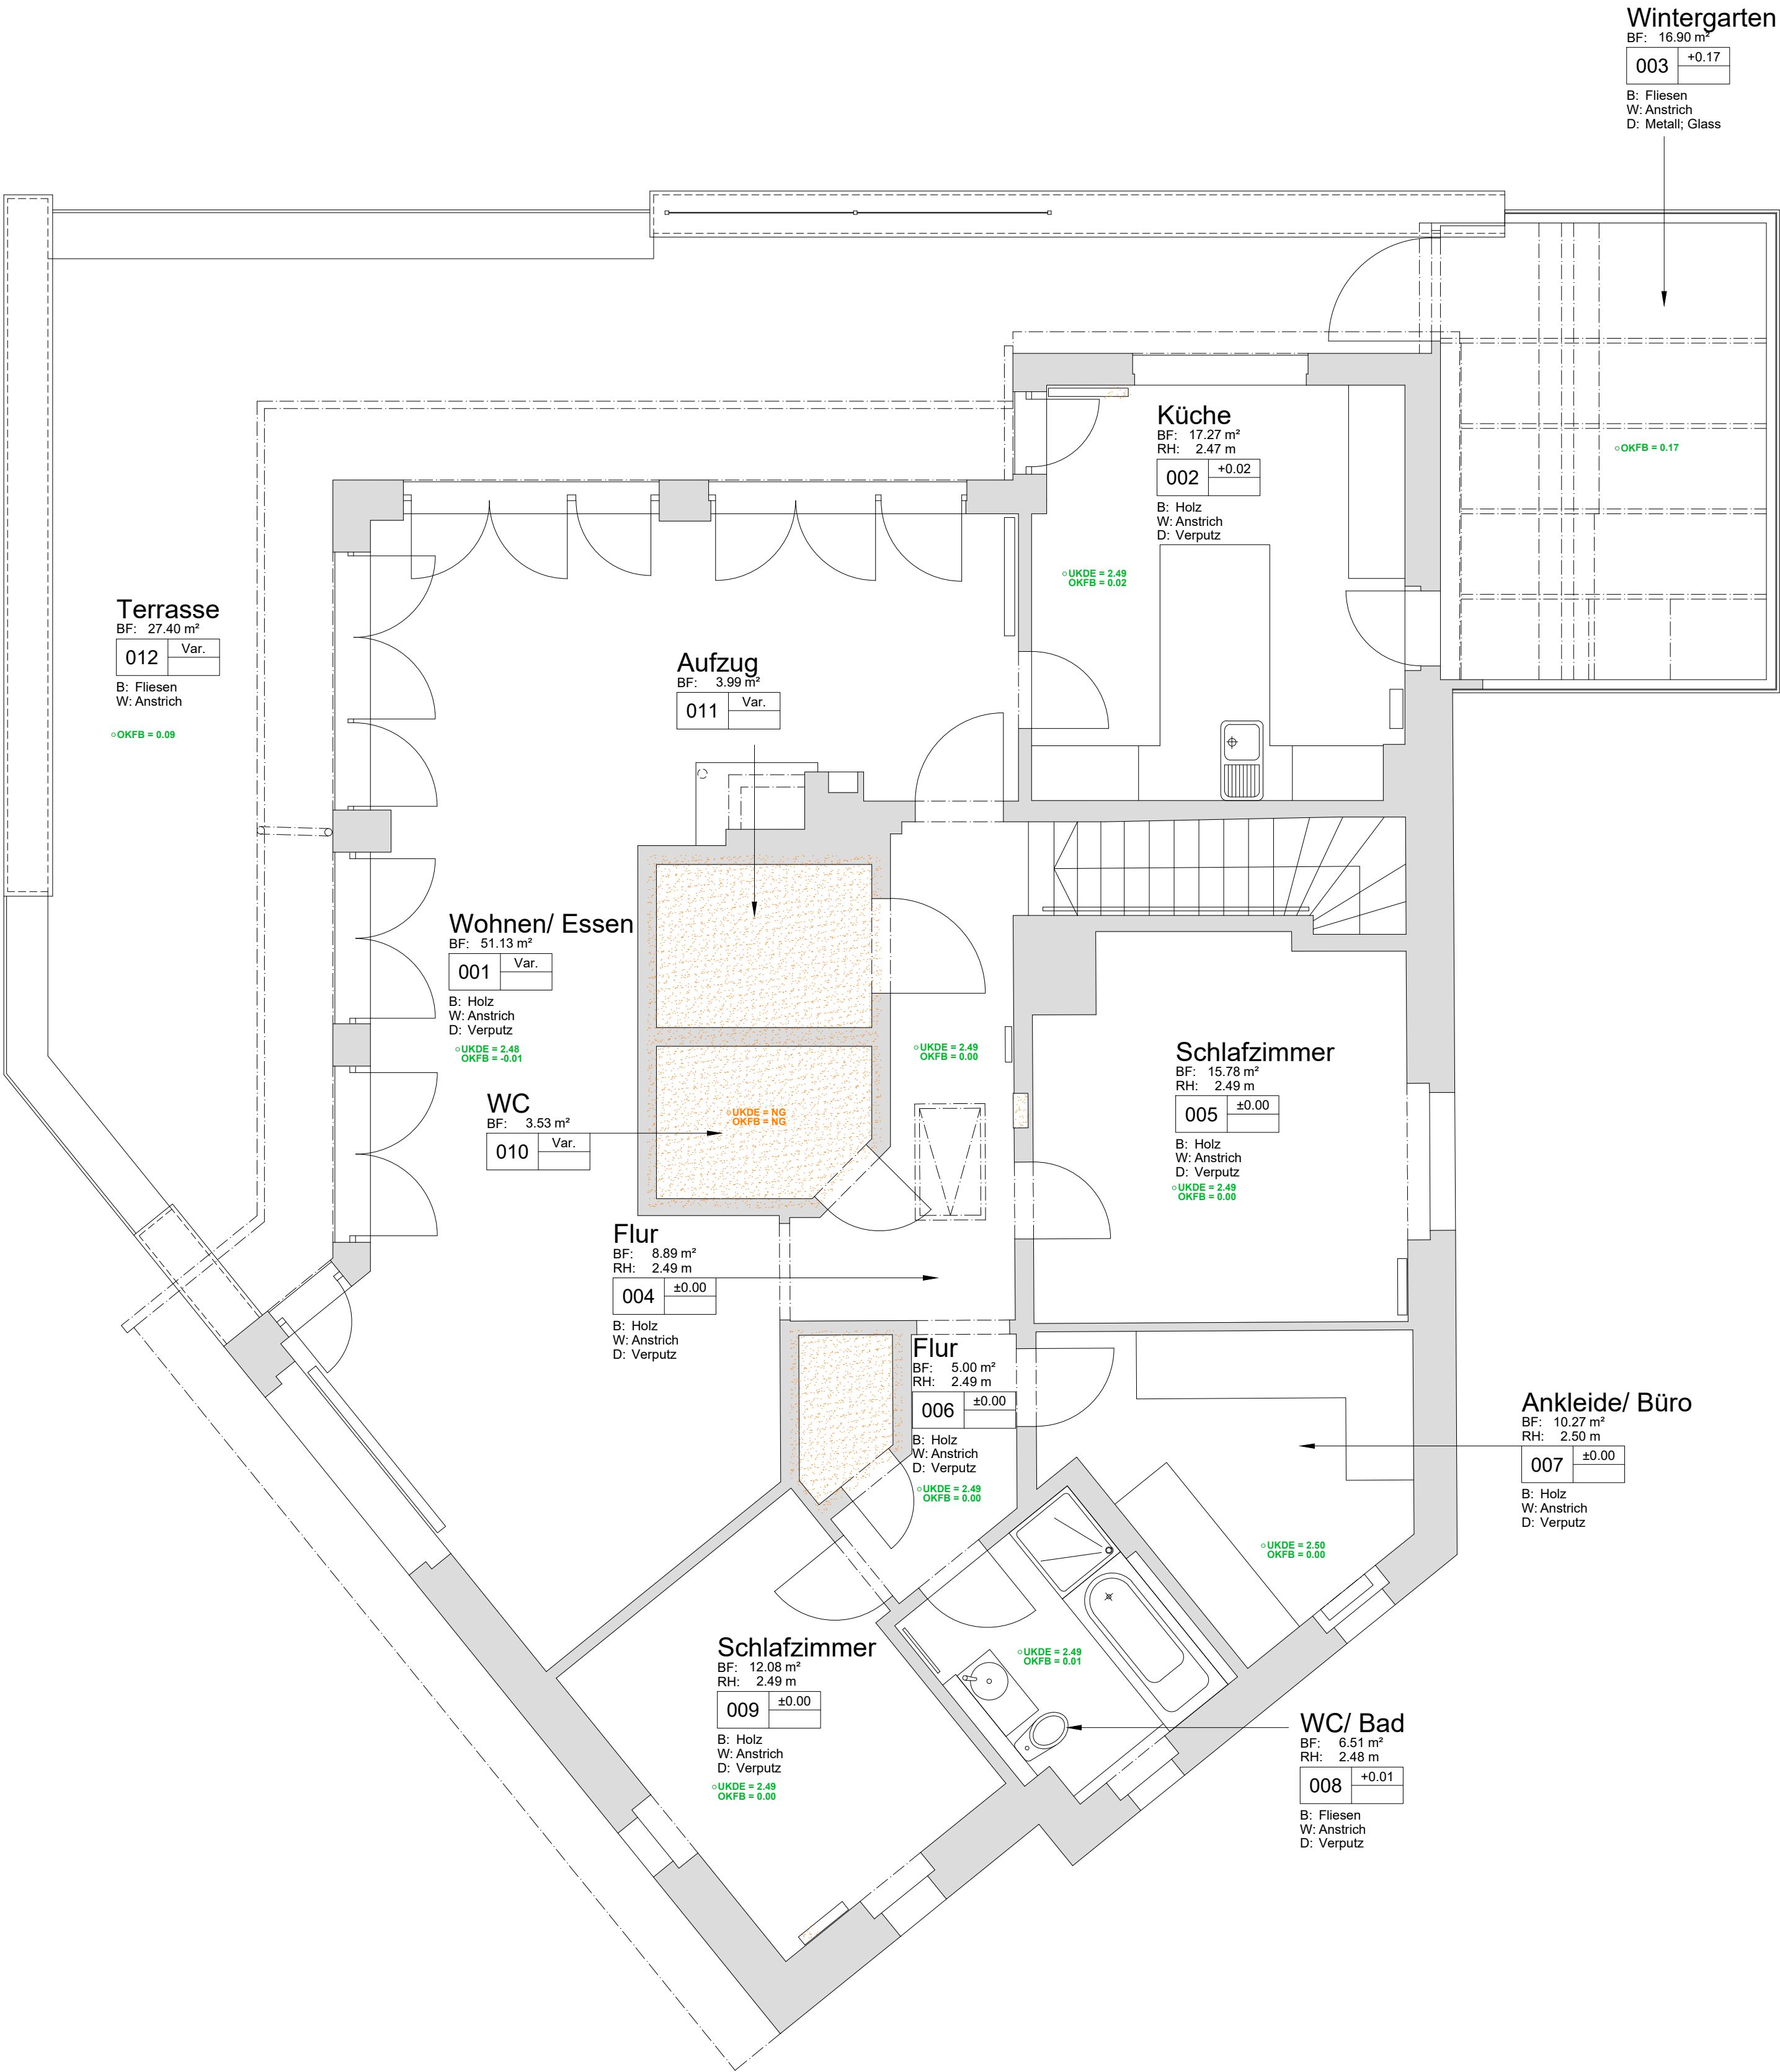 Wintergarten
BF: 16.90 m²
003 +0.17
B: Fliesen
W: Anstrich
D: Metall; Glass
OKFB = 0.17
Küche
BF: 17.27 m²
RH: 2.47 m
002 +0.02
B: Holz
W: Anstrich
D: Verputz
UKDE = 2.49
OKFB = 0.02
Terrasse
BF: 27.40 m²
012 Var.
B: Fliesen
W: Anstrich
OKFB = 0.09
Aufzug
BF: 3.99 m²
011 Var.
Wohnen/ Essen
BF: 51.13 m²
001 Var.
B: Holz
W: Anstrich
D: Verputz
UKDE = 2.48
OKFB = -0.01
UKDE = 2.49
OKFB = 0.00
Schlafzimmer
BF: 15.78 m²
RH: 2.49 m
005 ±0.00
B: Holz
W: Anstrich
D: Verputz
UKDE = 2.49
OKFB = 0.00
WC
BF: 3.53 m²
010 Var.
UKDE = NG
OKFB = NG
Flur
BF: 8.89 m²
RH: 2.49 m
004 ±0.00
B: Holz
W: Anstrich
D: Verputz
Flur
BF: 5.00 m²
RH: 2.49 m
006 ±0.00
B: Holz
W: Anstrich
D: Verputz
UKDE = 2.49
OKFB = 0.00
Ankleide/ Büro
BF: 10.27 m²
RH: 2.50 m
007 ±0.00
B: Holz
W: Anstrich
D: Verputz
UKDE = 2.50
OKFB = 0.00
Schlafzimmer
BF: 12.08 m²
RH: 2.49 m
009 ±0.00
B: Holz
W: Anstrich
D: Verputz
UKDE = 2.49
OKFB = 0.00
UKDE = 2.49
OKFB = 0.01
WC/ Bad
BF: 6.51 m²
RH: 2.48 m
008 +0.01
B: Fliesen
W: Anstrich
D: Verputz